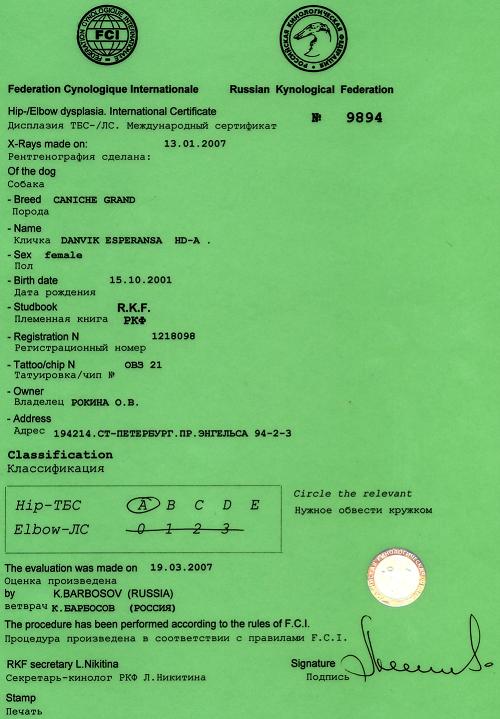 FCI
FEDERATION CYNOLOGIQUE INTERNATIONALE
РОССИЙСКАЯ КИНОЛОГИЧЕСКАЯ ФЕДЕРАЦИЯ
Federation Cynologique Internationale Russian Kynological Federation
Hip-/Elbow dysplasia. International Certificate
№ 9894
Дисплазия ТБС-/ЛС. Международный сертификат
X-Rays made on: 13.01.2007
Рентгенография сделана:
Of the dog
Собака
- Breed CANICHE GRAND
Порода
- Name
Кличка DANVIK ESPERANSA HD-A .
- Sex female
Пол
- Birth date 15.10.2001
Дата рождения
- Studbook R.K.F.
Племенная книга РКФ
- Registration N 1218098
Регистрационный номер
- Tattoo/chip N ОВЗ 21
Татуировка/чип №
- Owner
Владелец РОКИНА О.В.
- Address
Адрес 194214.СТ-ПЕТЕРБУРГ.ПР.ЭНГЕЛЬСА 94-2-3
Classification
Классификация
Hip-ТБС A B C D E
Elbow-ЛС 0 1 2 3
Circle the relevant
Нужное обвести кружком
The evaluation was made on 19.03.2007
Оценка произведена
by K.BARBOSOV (RUSSIA)
ветврач К.БАРБОСОВ (РОССИЯ)
The procedure has been performed according to the rules of F.C.I.
Процедура произведена в соответствии с правилами F.C.I.
RKF secretary L.Nikitina Signature
Секретарь-кинолог РКФ Л.Никитина Подпись
Stamp
Печать